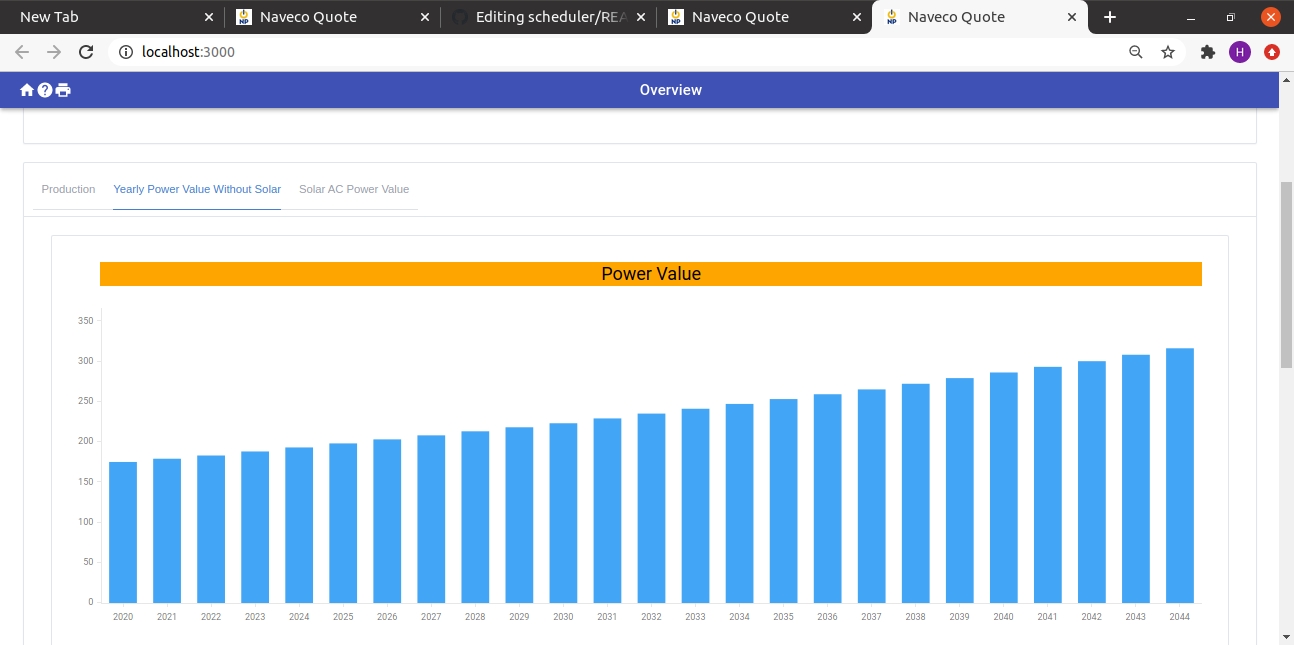 New Tab
Naveco Quote
Editing scheduler/REA
Naveco Quote
Naveco Quote
localhost:3000
H
Overview
Production
Yearly Power Value Without Solar
Solar AC Power Value
Power Value
350
300
250
200
150
100
50
0
2020 2021 2022 2023 2024 2025 2026 2027 2028 2029 2030 2031 2032 2033 2034 2035 2036 2037 2038 2039 2040 2041 2042 2043 2044